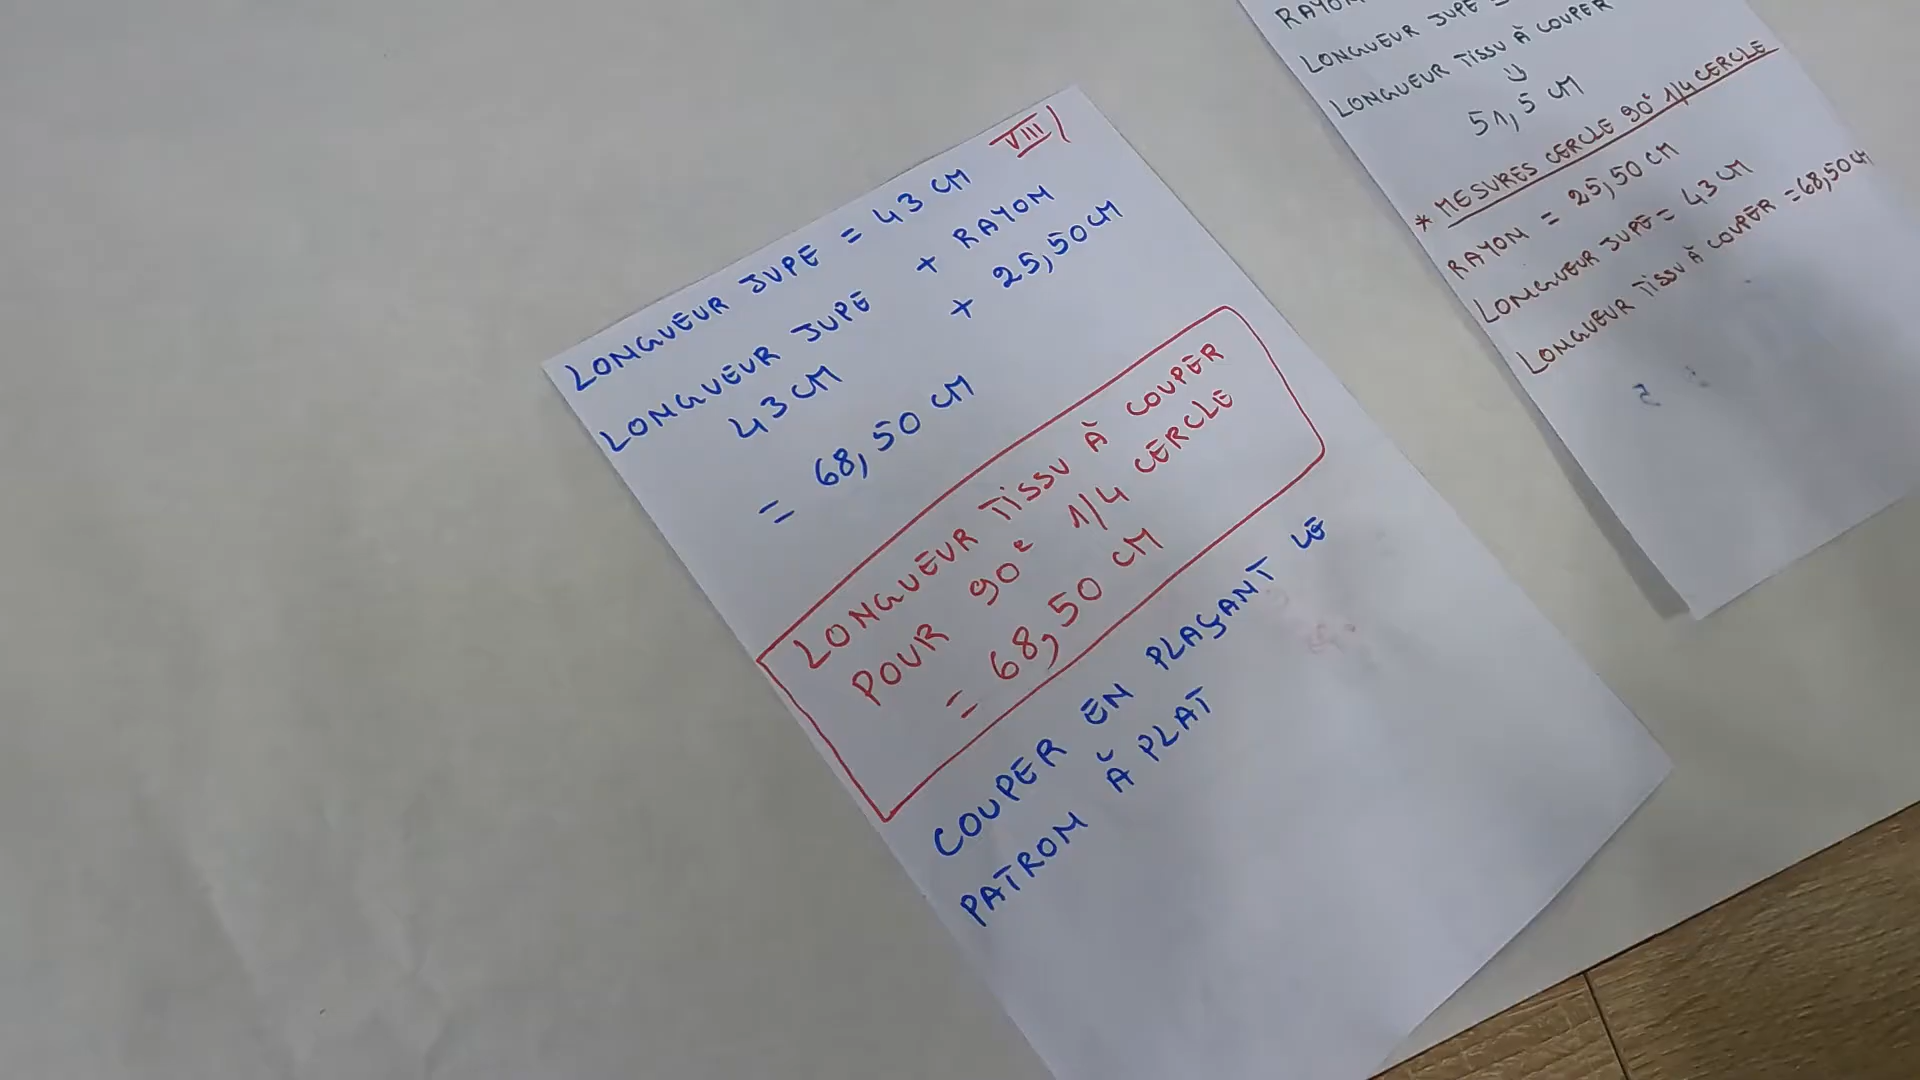 VIII)
LONGUEUR JUPE = 43 CM
LONGUEUR JUPE + RAYON
43 CM + 25,50 CM
= 68,50 CM
LONGUEUR TISSU À COUPER
POUR 90° 1/4 CERCLE
= 68,50 CM
COUPER EN PLAÇANT LE
PATRON À PLAT
RAYON
LONGUEUR JUPE =
LONGUEUR TISSU À COUPER
51,5 CM
* MESURES CERCLE 90° 1/4 CERCLE
RAYON = 25,50 CM
LONGUEUR JUPE = 43 CM
LONGUEUR TISSU À COUPER = 68,50 CM